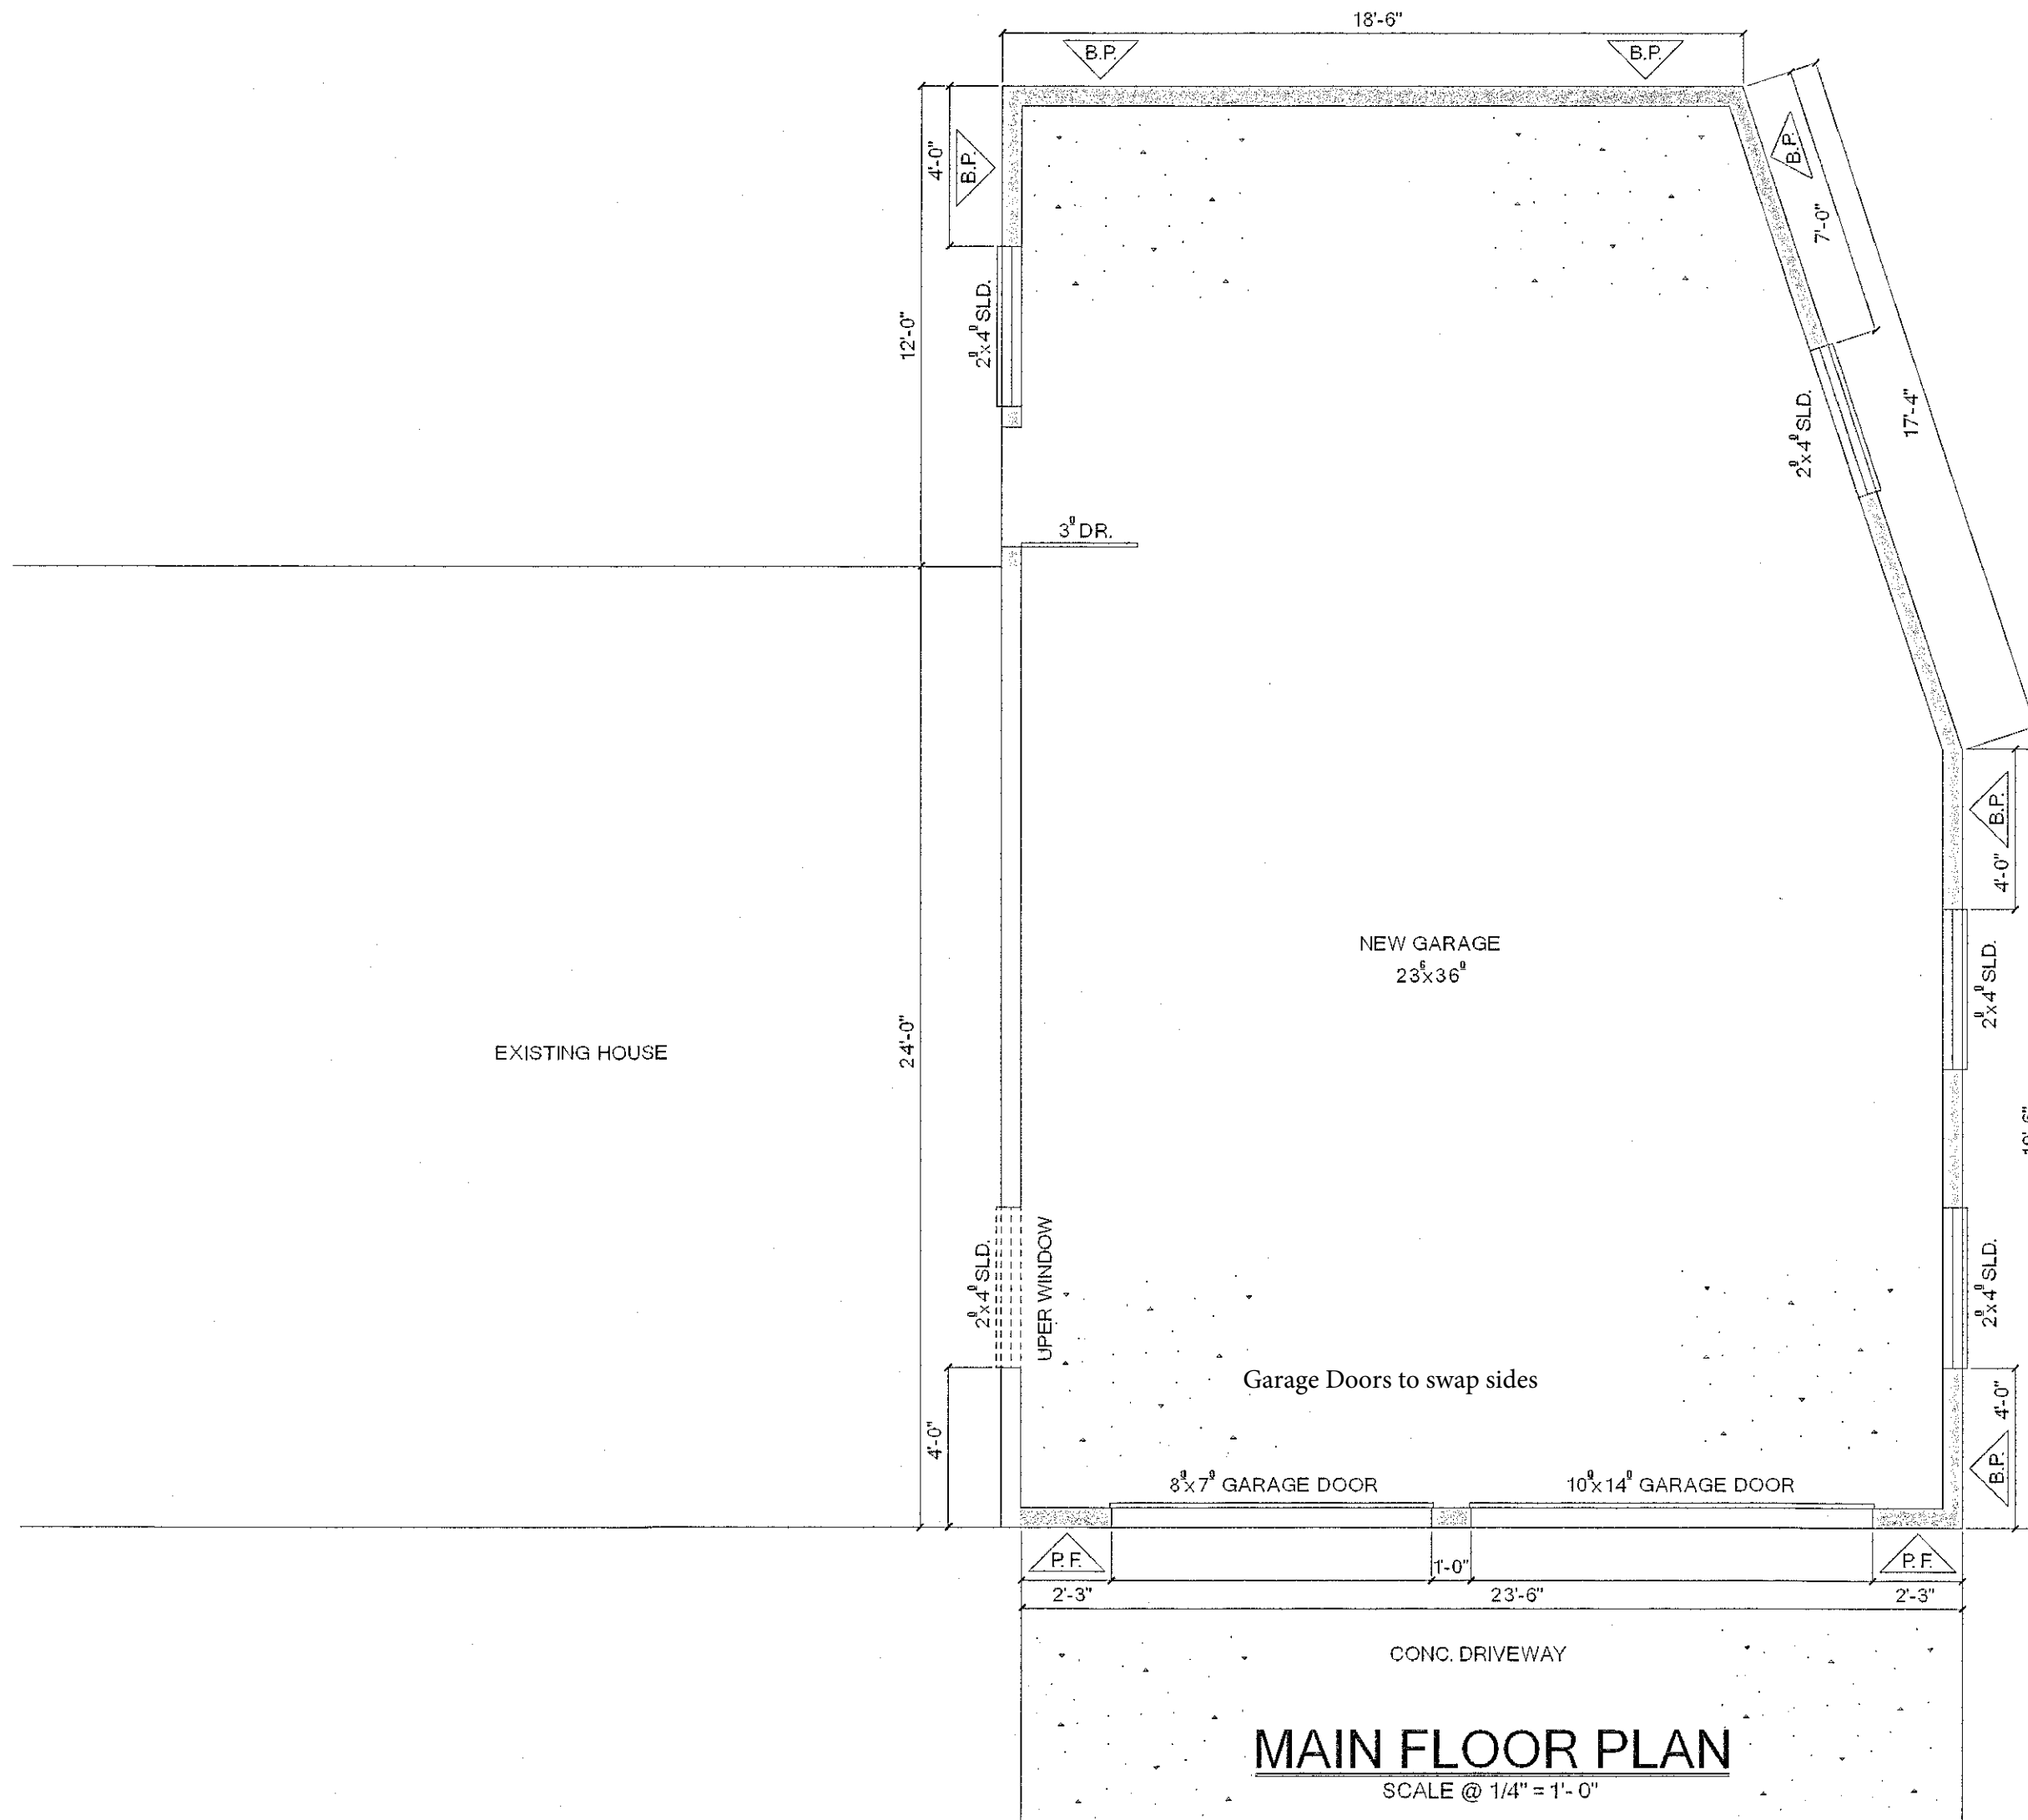 18'-6"
B.P.
B.P.
4'-0"
B.P.
B.P.
7'-0"
17'-4"
12'-0"
2⁰x4⁰ SLD.
2⁰x4⁰ SLD.
3⁰ DR.
B.P.
4'-0"
NEW GARAGE
23⁶x36⁰
2⁰x4⁰ SLD.
EXISTING HOUSE
24'-0"
2⁰x4⁰ SLD.
UPER WINDOW
2⁰x4⁰ SLD.
Garage Doors to swap sides
4'-0"
4'-0"
B.P.
8⁰x7⁰ GARAGE DOOR
10⁰x14⁰ GARAGE DOOR
P.F.
1'-0"
P.F.
2'-3"
23'-6"
2'-3"
CONC. DRIVEWAY
MAIN FLOOR PLAN
SCALE @ 1/4" = 1'- 0"